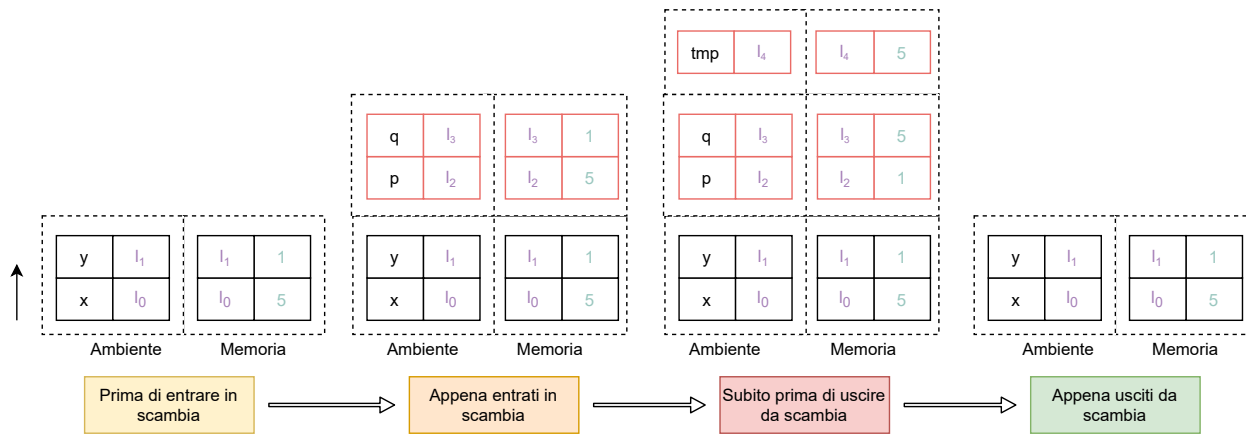 tmp l4 l4 5
q l3 l3 1
p l2 l2 5
q l3 l3 5
p l2 l2 1
y l1 l1 1
x l0 l0 5
y l1 l1 1
x l0 l0 5
y l1 l1 1
x l0 l0 5
y l1 l1 1
x l0 l0 5
Ambiente Memoria
Ambiente Memoria
Ambiente Memoria
Ambiente Memoria
Prima di entrare in
scambia
Appena entrati in
scambia
Subito prima di uscire
da scambia
Appena usciti da
scambia